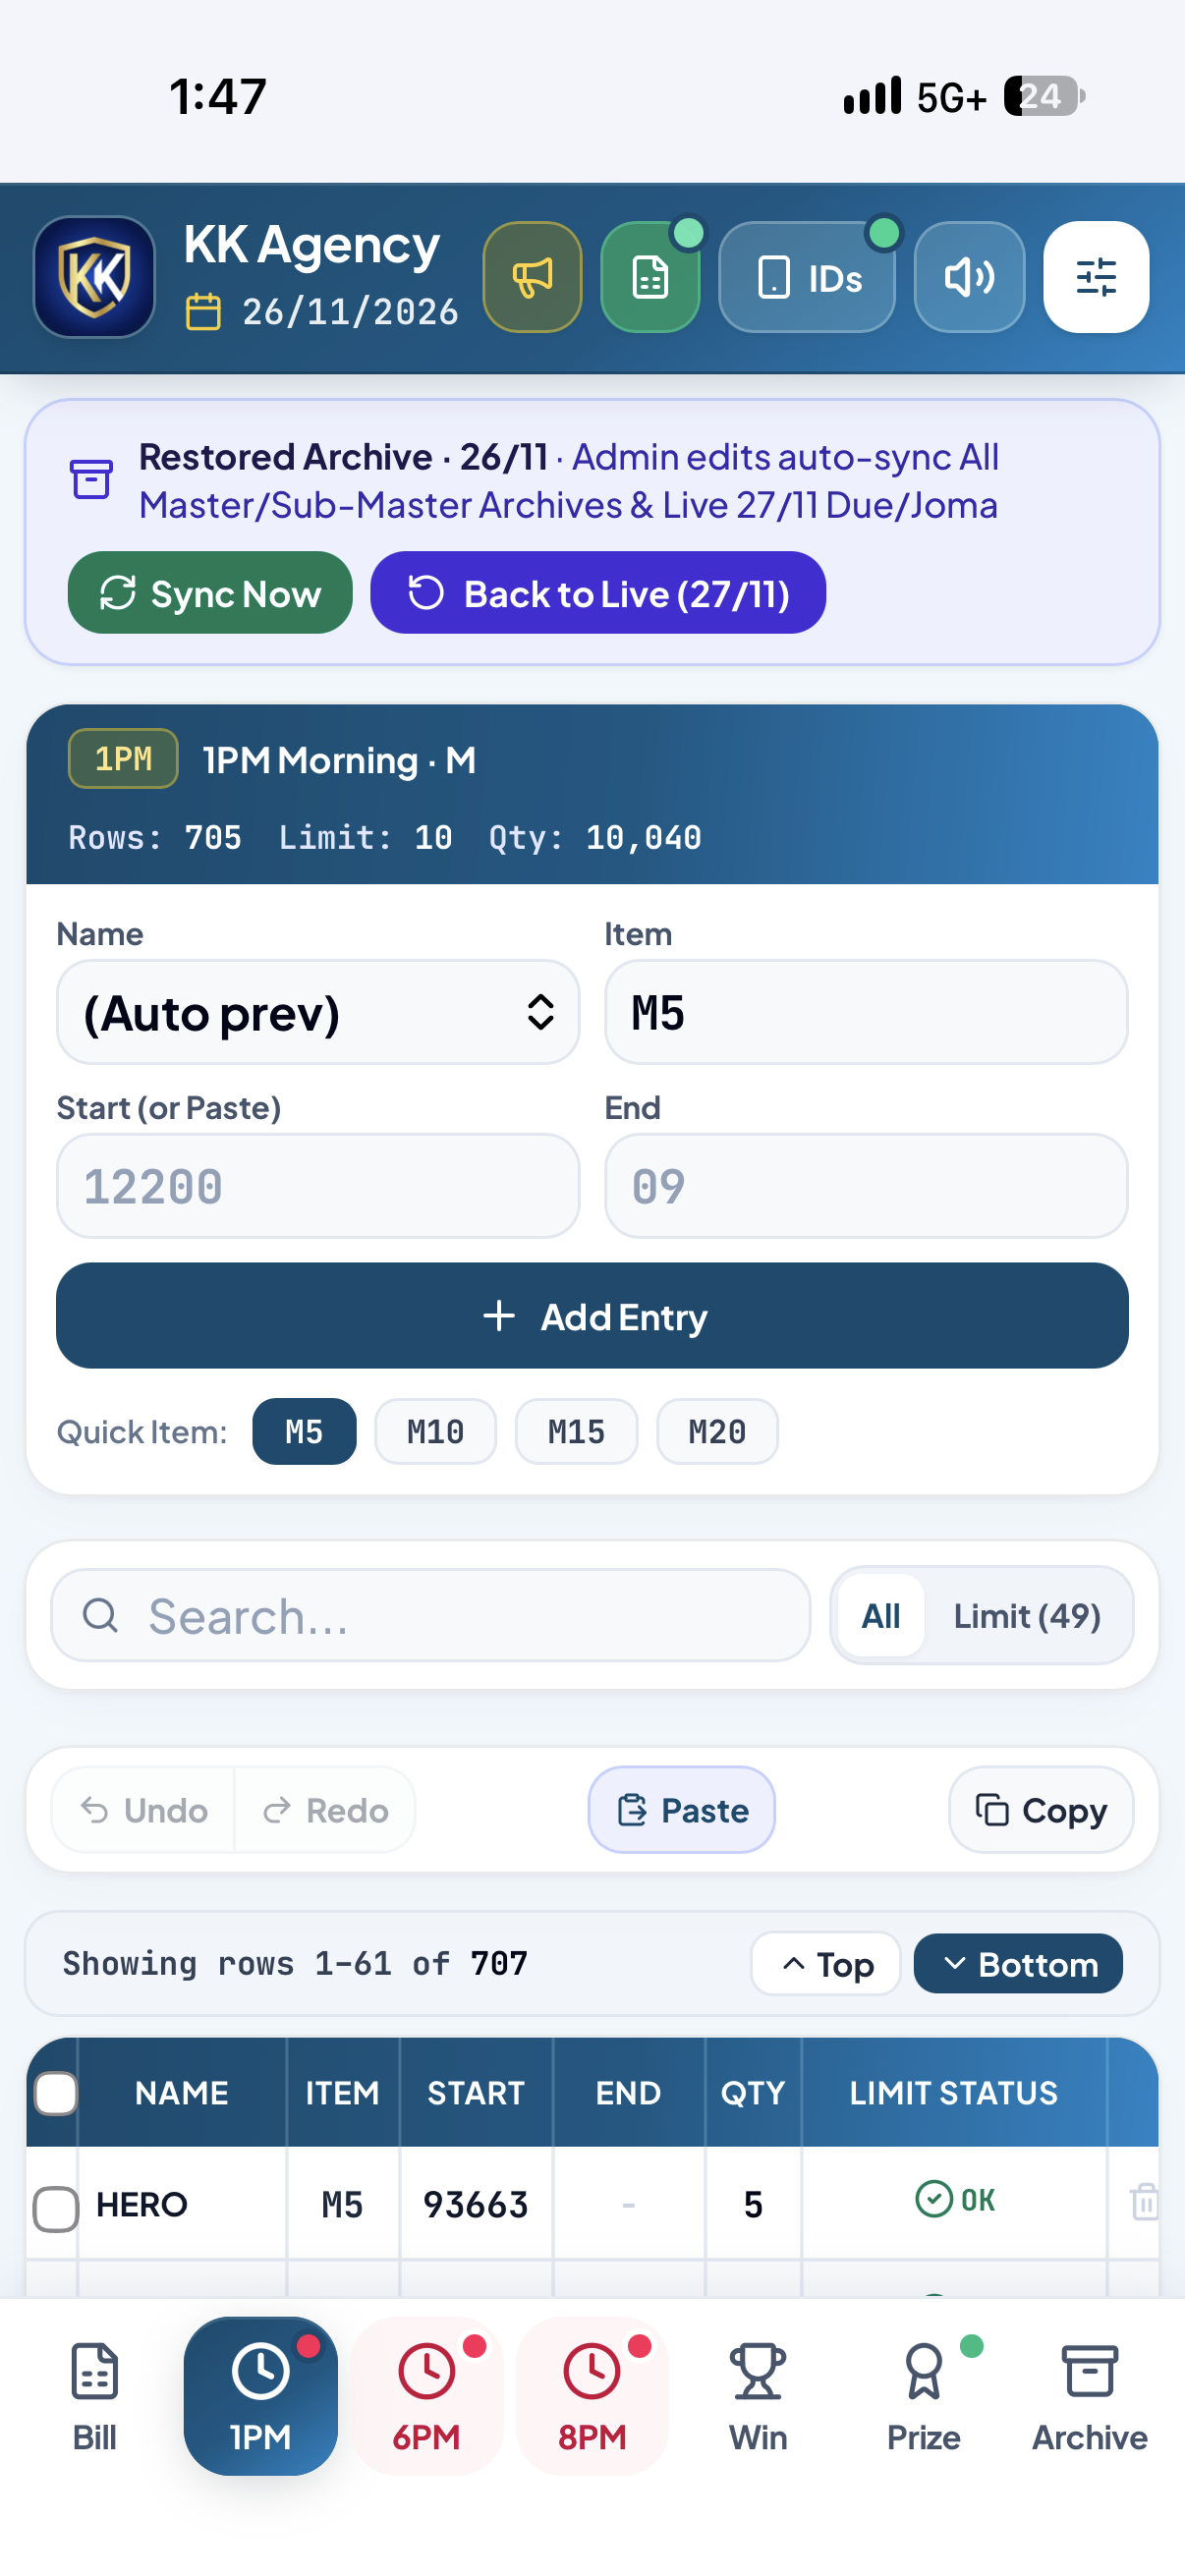 1:47 5G+ 24
KK KK Agency
26/11/2026
IDs
Restored Archive · 26/11 · Admin edits auto-sync All
Master/Sub-Master Archives & Live 27/11 Due/Joma
Sync Now Back to Live (27/11)
1PM 1PM Morning · M
Rows: 705 Limit: 10 Qty: 10,040
Name Item
(Auto prev) M5
Start (or Paste) End
12200 09
+ Add Entry
Quick Item: M5 M10 M15 M20
Search... All Limit (49)
Undo Redo Paste Copy
Showing rows 1-61 of 707 Top Bottom
NAME ITEM START END QTY LIMIT STATUS
HERO M5 93663 - 5 OK
Bill 1PM 6PM 8PM Win Prize Archive